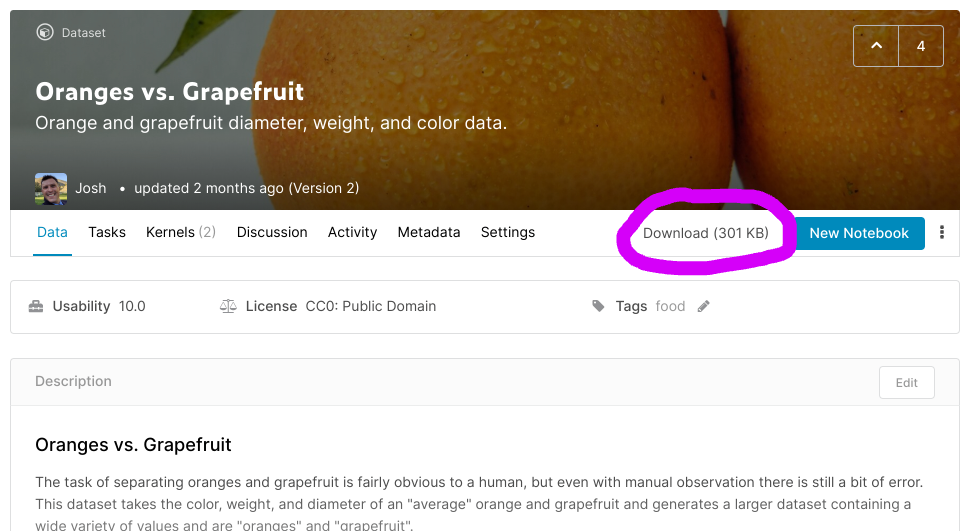 Dataset
4
Oranges vs. Grapefruit
Orange and grapefruit diameter, weight, and color data.
Josh • updated 2 months ago (Version 2)
Data Tasks Kernels (2) Discussion Activity Metadata Settings Download (301 KB) New Notebook
Usability 10.0 License CC0: Public Domain Tags food
Description Edit
Oranges vs. Grapefruit
The task of separating oranges and grapefruit is fairly obvious to a human, but even with manual observation there is still a bit of error.
This dataset takes the color, weight, and diameter of an "average" orange and grapefruit and generates a larger dataset containing a
wide variety of values and are "oranges" and "grapefruit".